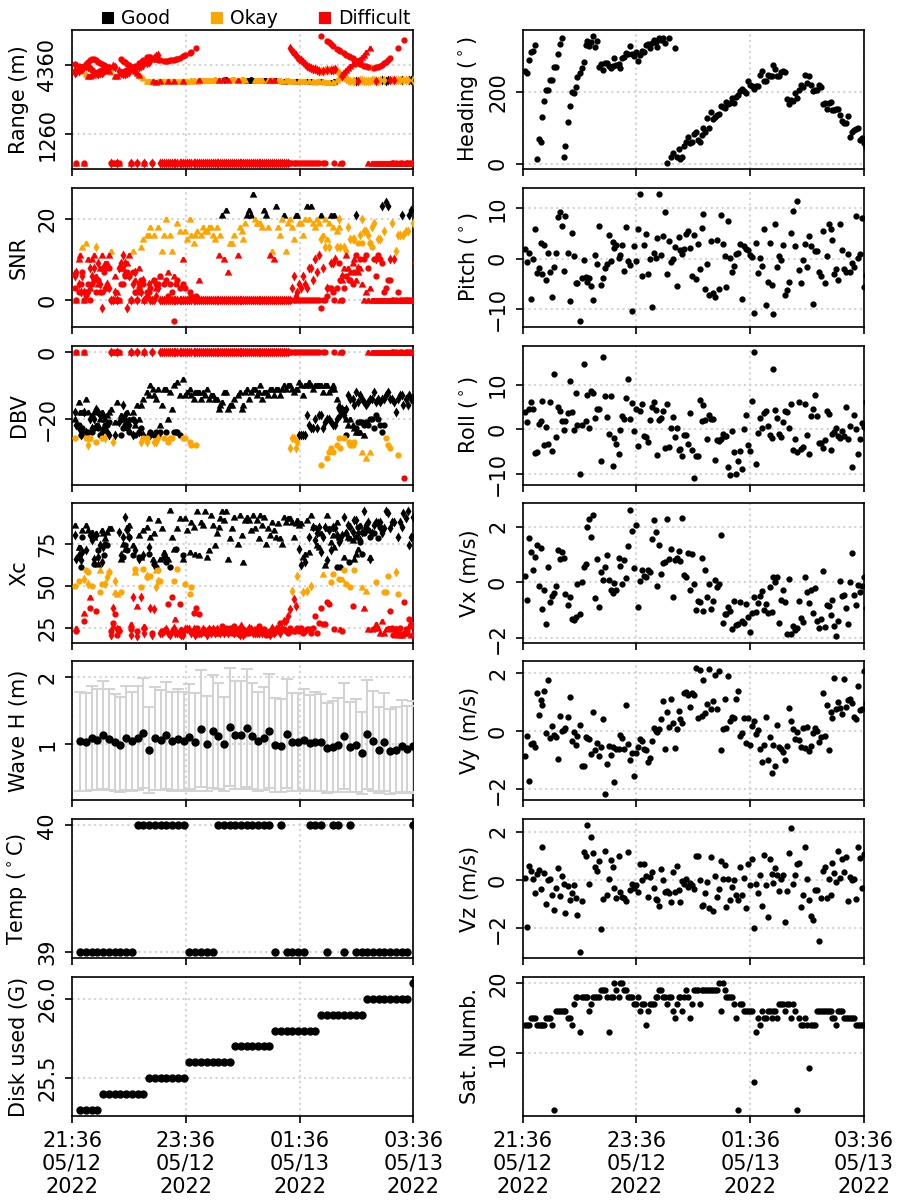 Good Okay Difficult
Range (m)
4360
1260
SNR
20
0
DBV
0
−20
Xc
75
50
25
Wave H (m)
2
1
Temp (°C)
40
39
Disk used (G)
26.0
25.5
21:36 23:36 01:36 03:36
05/12 05/12 05/13 05/13
2022 2022 2022 2022
Heading (°)
200
0
Pitch (°)
10
0
−10
Roll (°)
10
0
−10
Vx (m/s)
2
0
−2
Vy (m/s)
2
0
−2
Vz (m/s)
2
0
−2
Sat. Numb.
20
10
21:36 23:36 01:36 03:36
05/12 05/12 05/13 05/13
2022 2022 2022 2022